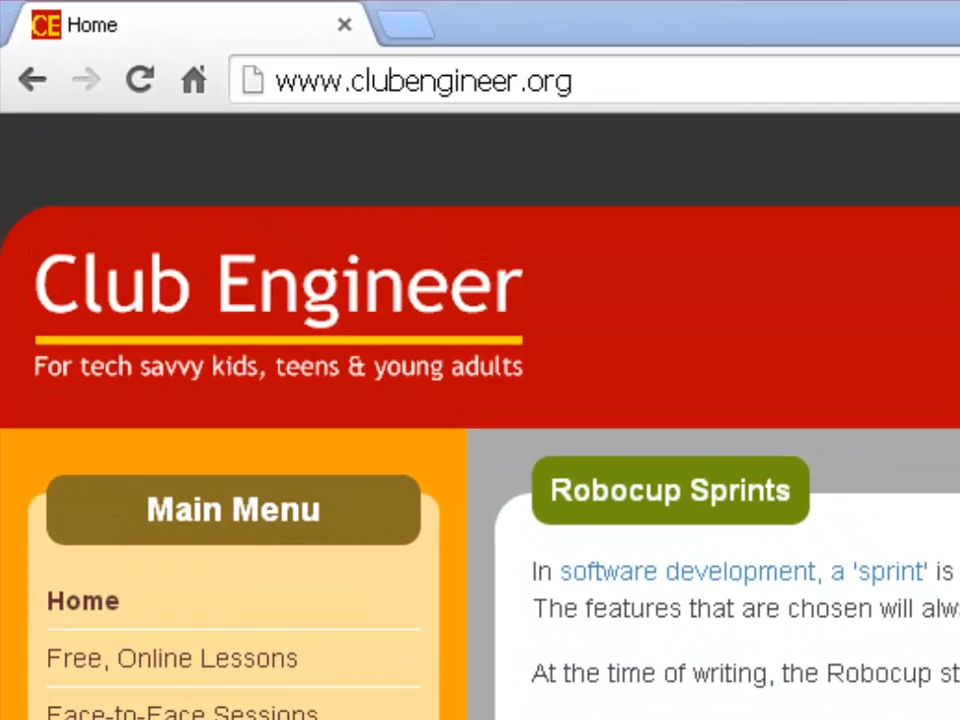 CE Home
www.clubengineer.org
Club Engineer
For tech savvy kids, teens & young adults
Main Menu
Home
Free, Online Lessons
Face-to-Face Sessions
Robocup Sprints
In software development, a 'sprint' is
The features that are chosen will alw
At the time of writing, the Robocup st